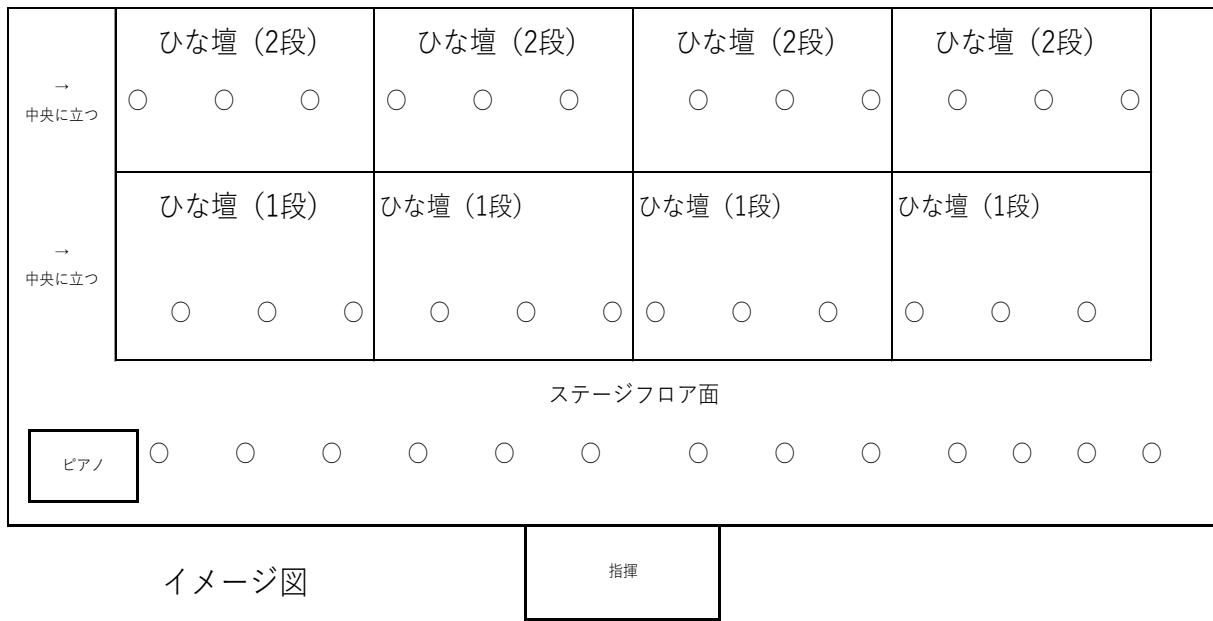 ひな壇（2段） ひな壇（2段） ひな壇（2段） ひな壇（2段）
→
中央に立つ
○ ○ ○ ○ ○ ○ ○ ○ ○ ○ ○ ○
ひな壇（1段） ひな壇（1段） ひな壇（1段） ひな壇（1段）
→
中央に立つ
○ ○ ○ ○ ○ ○ ○ ○ ○ ○ ○ ○
ステージフロア面
ピアノ ○ ○ ○ ○ ○ ○ ○ ○ ○ ○ ○ ○ ○
イメージ図
指揮